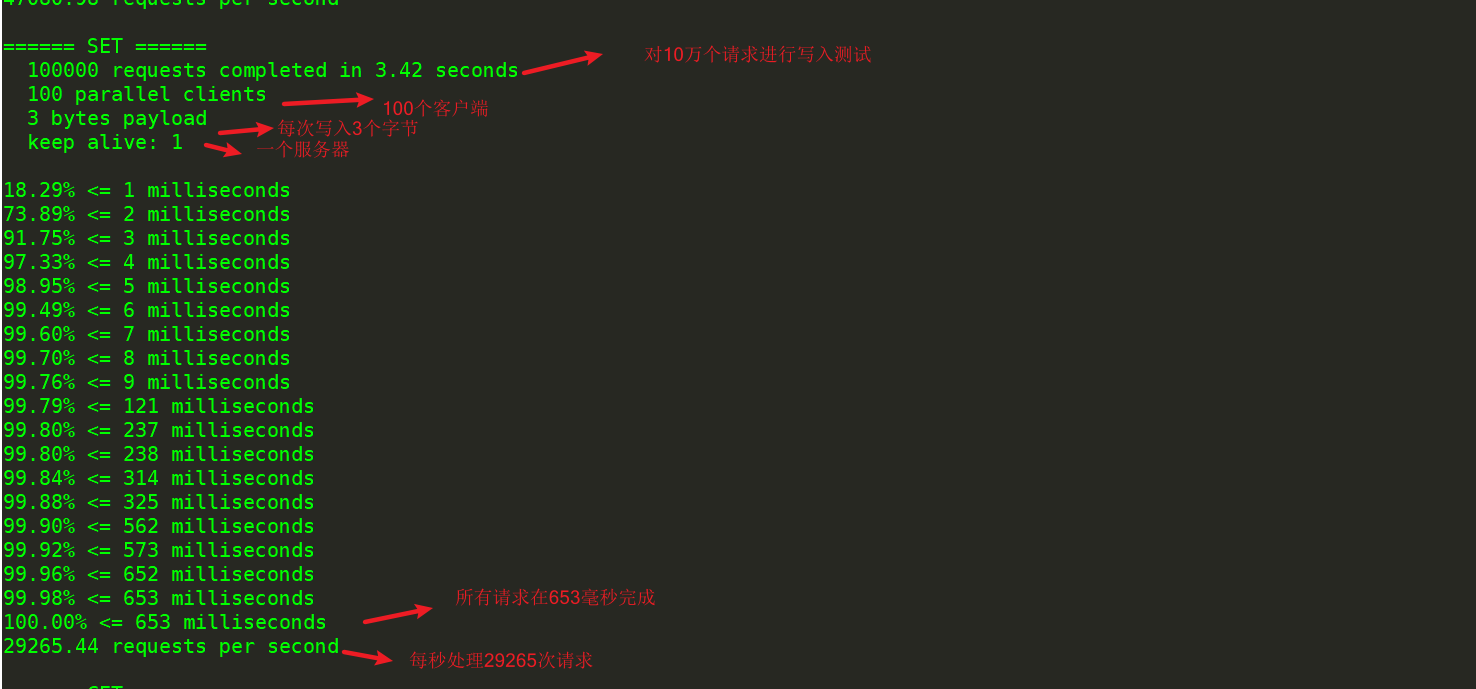 47080.98 requests per second
====== SET ======
100000 requests completed in 3.42 seconds
对10万个请求进行写入测试
100 parallel clients
100个客户端
3 bytes payload
每次写入3个字节
keep alive: 1
一个服务器
18.29% <= 1 milliseconds
73.89% <= 2 milliseconds
91.75% <= 3 milliseconds
97.33% <= 4 milliseconds
98.95% <= 5 milliseconds
99.49% <= 6 milliseconds
99.60% <= 7 milliseconds
99.70% <= 8 milliseconds
99.76% <= 9 milliseconds
99.79% <= 121 milliseconds
99.80% <= 237 milliseconds
99.80% <= 238 milliseconds
99.84% <= 314 milliseconds
99.88% <= 325 milliseconds
99.90% <= 562 milliseconds
99.92% <= 573 milliseconds
99.96% <= 652 milliseconds
99.98% <= 653 milliseconds
所有请求在653毫秒完成
100.00% <= 653 milliseconds
29265.44 requests per second
每秒处理29265次请求